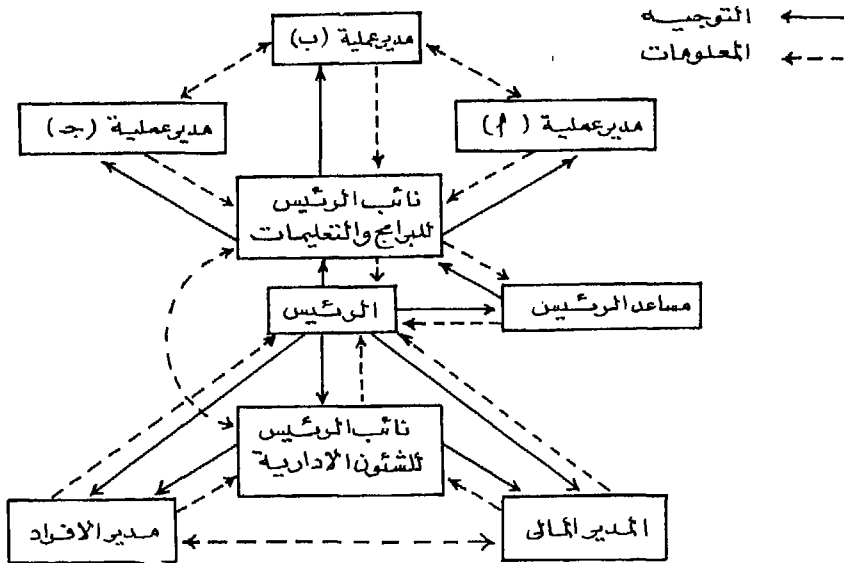 التوجيه
المعلومات
مدير عملية (ب)
مدير عملية (أ)
مدير عملية (جـ)
نائب الرئيس
للبرامج والتعليمات
الرئيس
مساعد الرئيس
نائب الرئيس
للشئون الادارية
المدير المالى
مدير الافراد